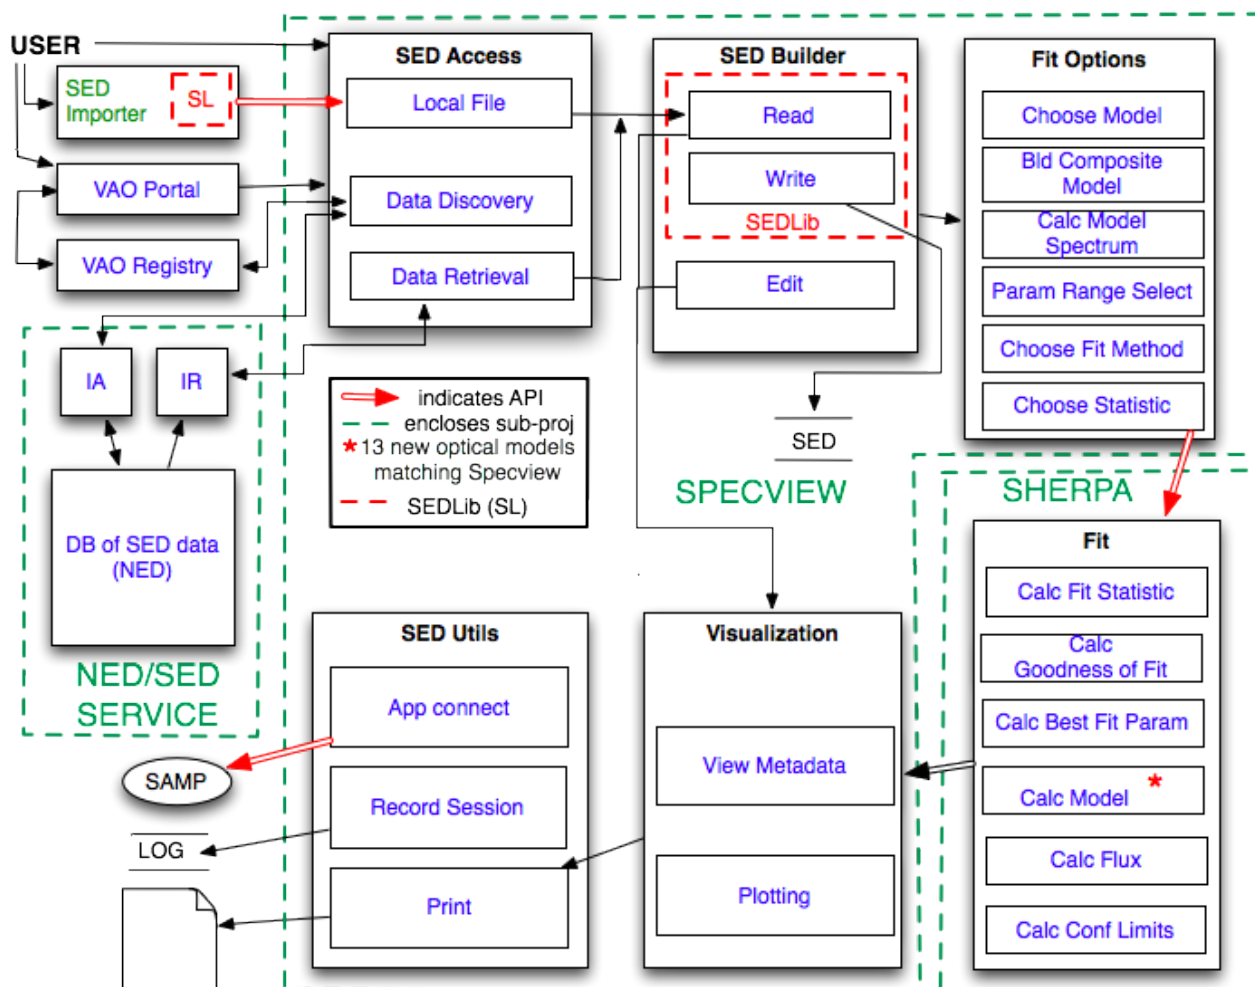 USER
SED
Importer
SL
VAO Portal
VAO Registry
SED Access
Local File
Data Discovery
Data Retrieval
SED Builder
Read
Write
SEDLib
Edit
Fit Options
Choose Model
Bld Composite
Model
Calc Model
Spectrum
Param Range Select
Choose Fit Method
Choose Statistic
IA
IR
DB of SED data
(NED)
NED/SED
SERVICE
indicates API
encloses sub-proj
* 13 new optical models
matching Specview
SEDLib (SL)
SED
SPECVIEW
SHERPA
Fit
Calc Fit Statistic
Calc
Goodness of Fit
Calc Best Fit Param
Calc Model *
Calc Flux
Calc Conf Limits
SED Utils
App connect
Record Session
Print
Visualization
View Metadata
Plotting
SAMP
LOG